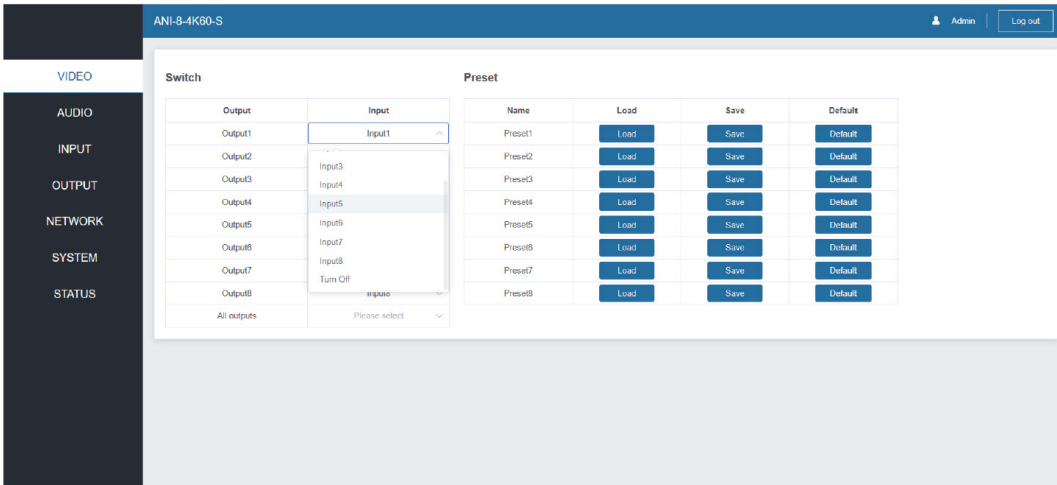 ANI-8-4K60-S
Admin
Log out
VIDEO
AUDIO
INPUT
OUTPUT
NETWORK
SYSTEM
STATUS
Switch
Output Input
Output1 Input1
Output2
Output3
Output4
Output5
Output6
Output7
Output8 Input8
All outputs Please select
Input3
Input4
Input5
Input6
Input7
Input8
Turn Off
Preset
Name Load Save Default
Preset1 Load Save Default
Preset2 Load Save Default
Preset3 Load Save Default
Preset4 Load Save Default
Preset5 Load Save Default
Preset6 Load Save Default
Preset7 Load Save Default
Preset8 Load Save Default